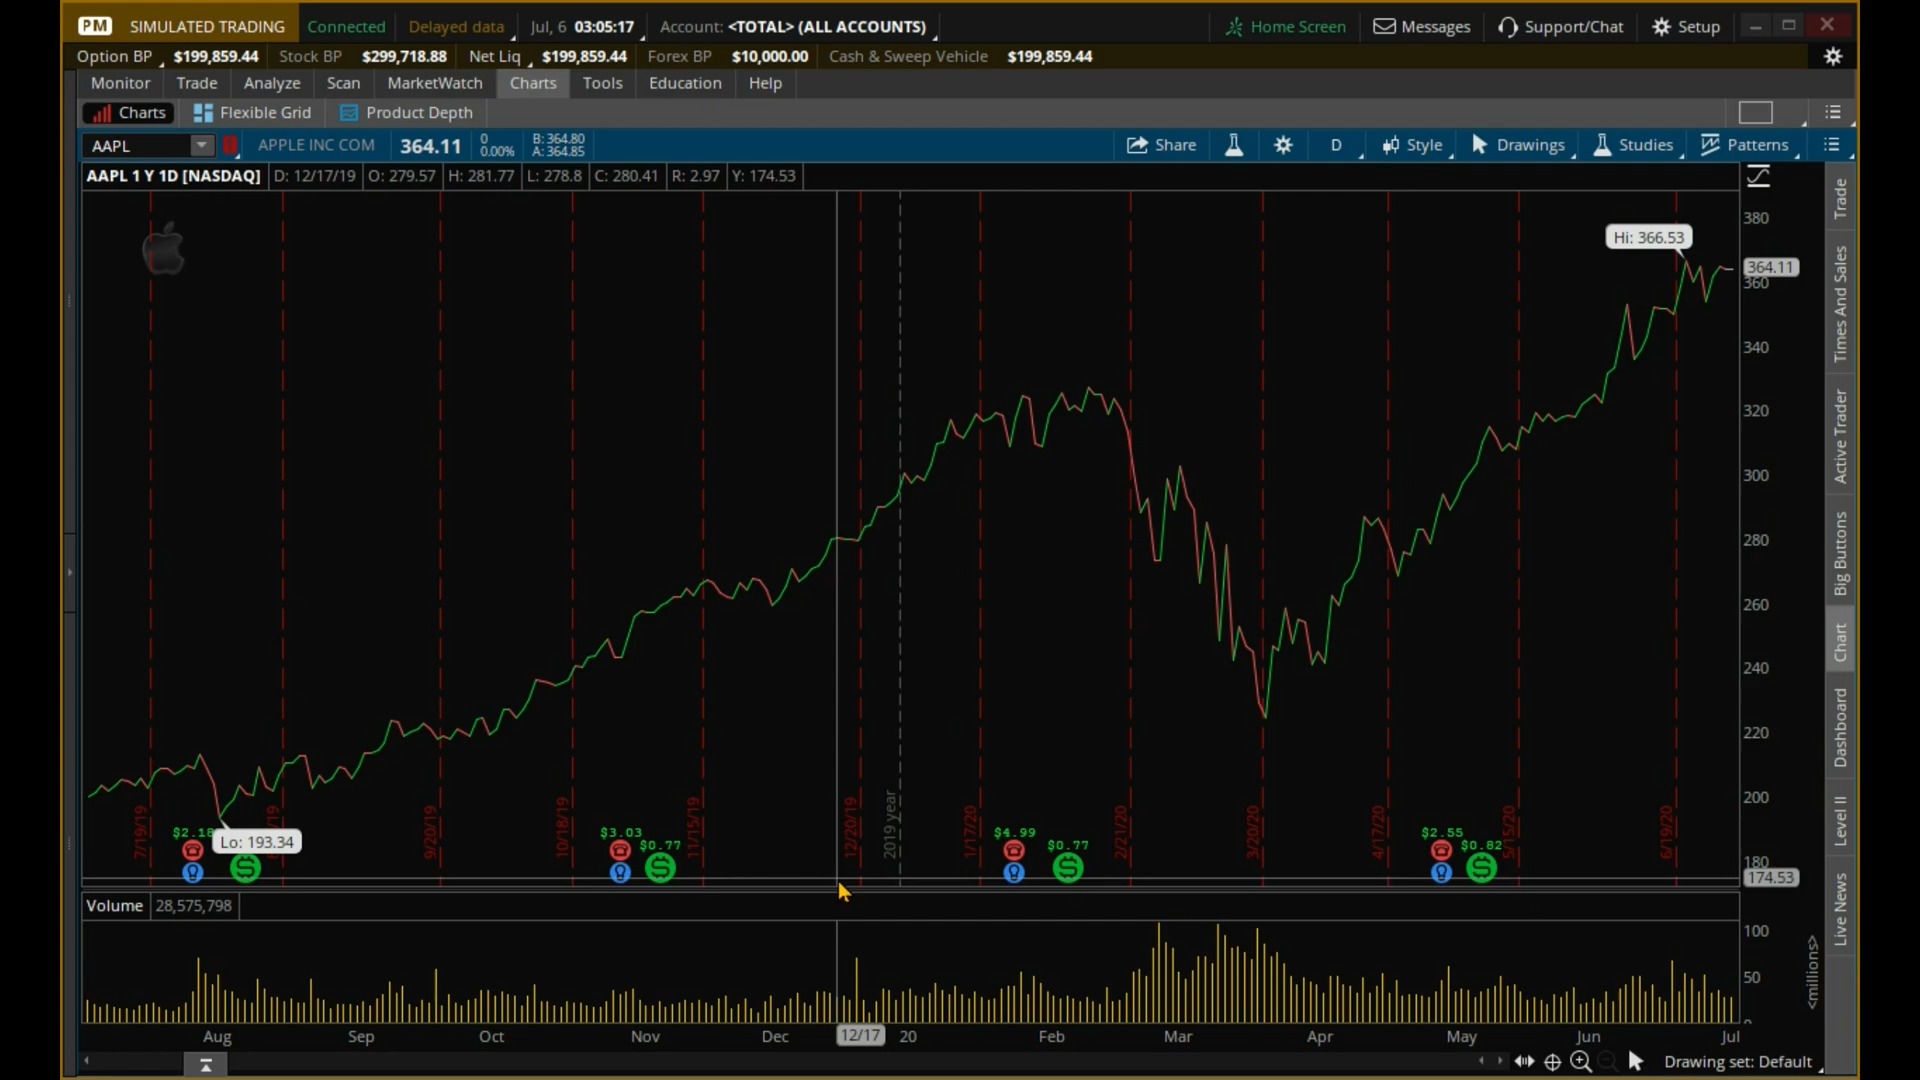 PM SIMULATED TRADING Connected Delayed data Jul, 6 03:05:17 Account: <TOTAL> (ALL ACCOUNTS) Home Screen Messages Support/Chat Setup
Option BP $199,859.44 Stock BP $299,718.88 Net Liq $199,859.44 Forex BP $10,000.00 Cash & Sweep Vehicle $199,859.44
Monitor Trade Analyze Scan MarketWatch Charts Tools Education Help
Charts Flexible Grid Product Depth
AAPL APPLE INC COM 364.11 0 0.00% B: 364.80 A: 364.85 Share D Style Drawings Studies Patterns
AAPL 1 Y 1D [NASDAQ] D: 12/17/19 O: 279.57 H: 281.77 L: 278.8 C: 280.41 R: 2.97 Y: 174.53
380
Hi: 366.53
364.11
360
340
320
300
280
260
240
220
200
180
174.53
7/19/19
/19
9/20/19
10/18/19
11/15/19
12/20/19
2019 year
1/17/20
2/21/20
3/20/20
4/17/20
5/15/20
6/19/20
$2.18 $3.03 $4.99 $2.55
Lo: 193.34 $0.77 $0.77 $0.82
Volume 28,575,798
100
50
0
<millions>
Aug Sep Oct Nov Dec 12/17 20 Feb Mar Apr May Jun Jul
Drawing set: Default
Trade
Times And Sales
Active Trader
Big Buttons
Chart
Dashboard
Level II
Live News